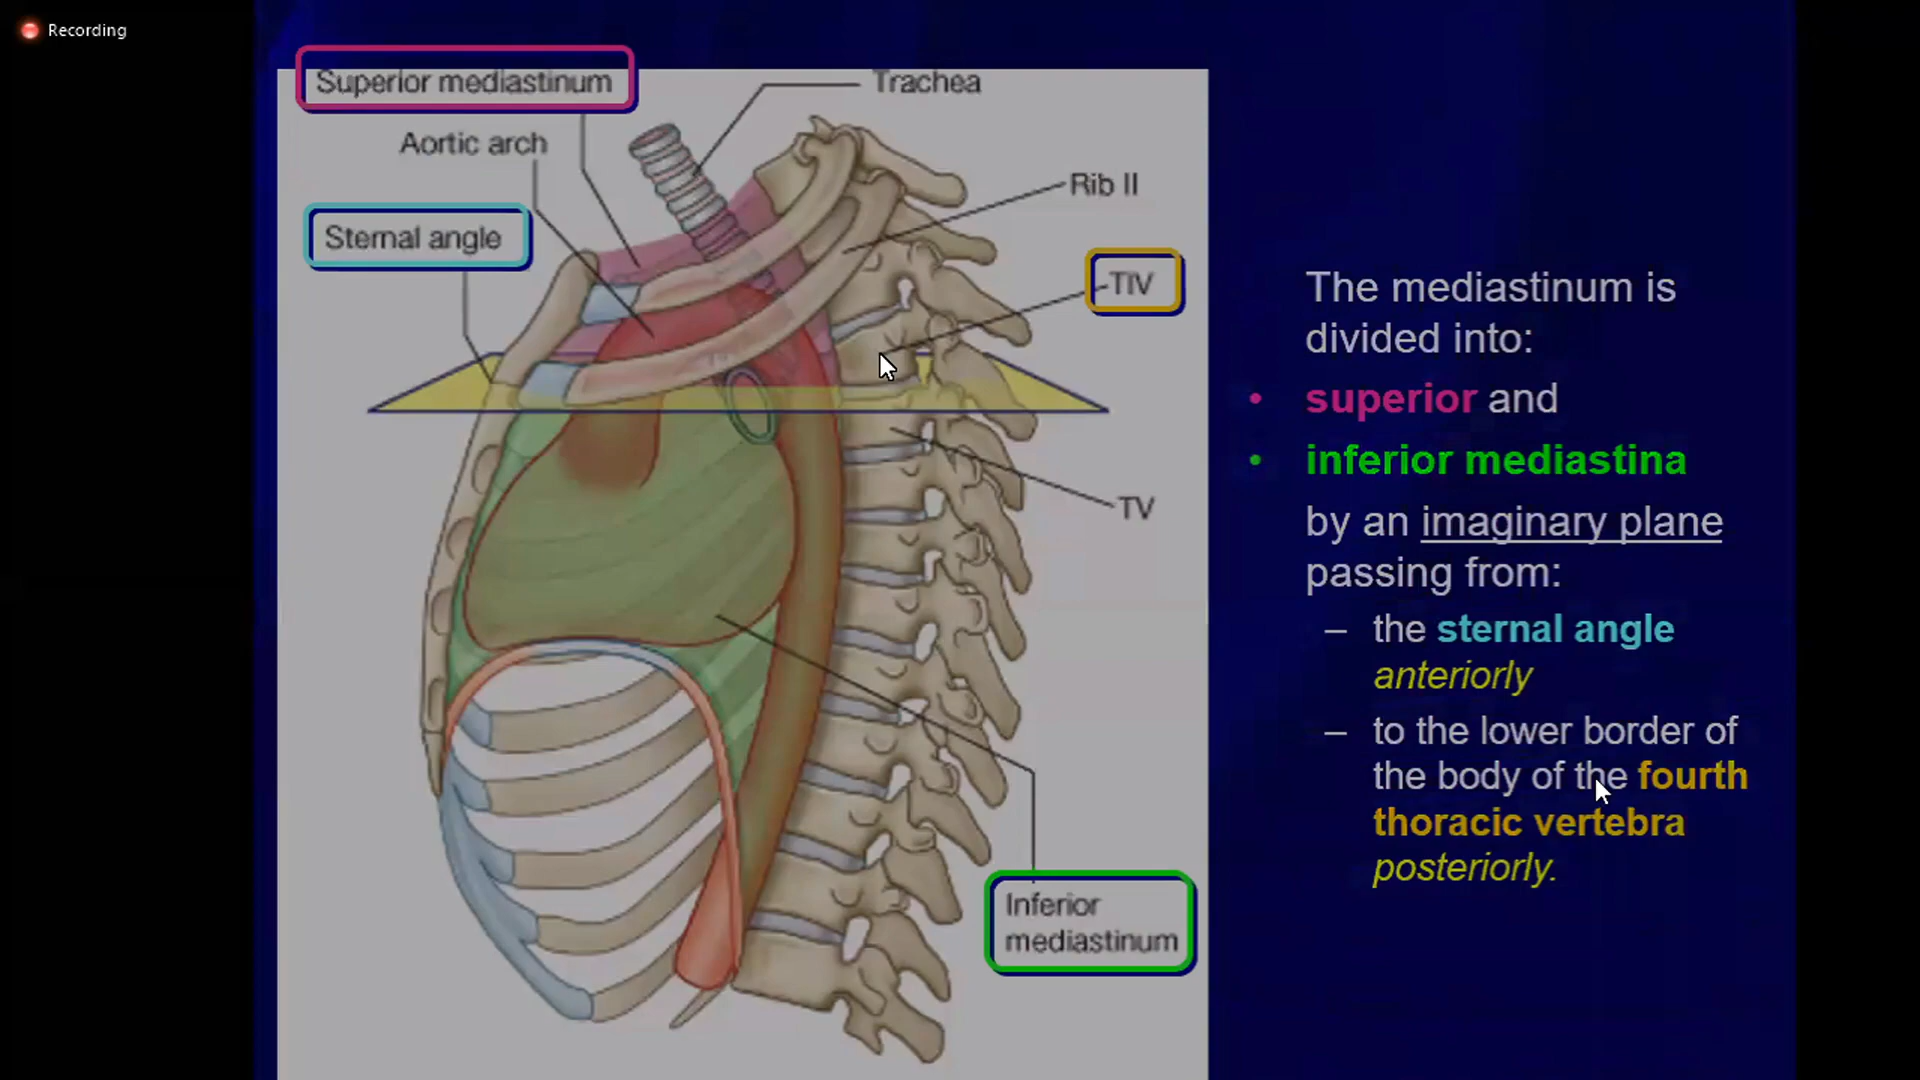 Recording
Superior mediastinum
Trachea
Aortic arch
Rib II
Sternal angle
TIV
TV
Inferior
mediastinum
The mediastinum is
divided into:
• superior and
• inferior mediastina
by an imaginary plane
passing from:
– the sternal angle
anteriorly
– to the lower border of
the body of the fourth
thoracic vertebra
posteriorly.